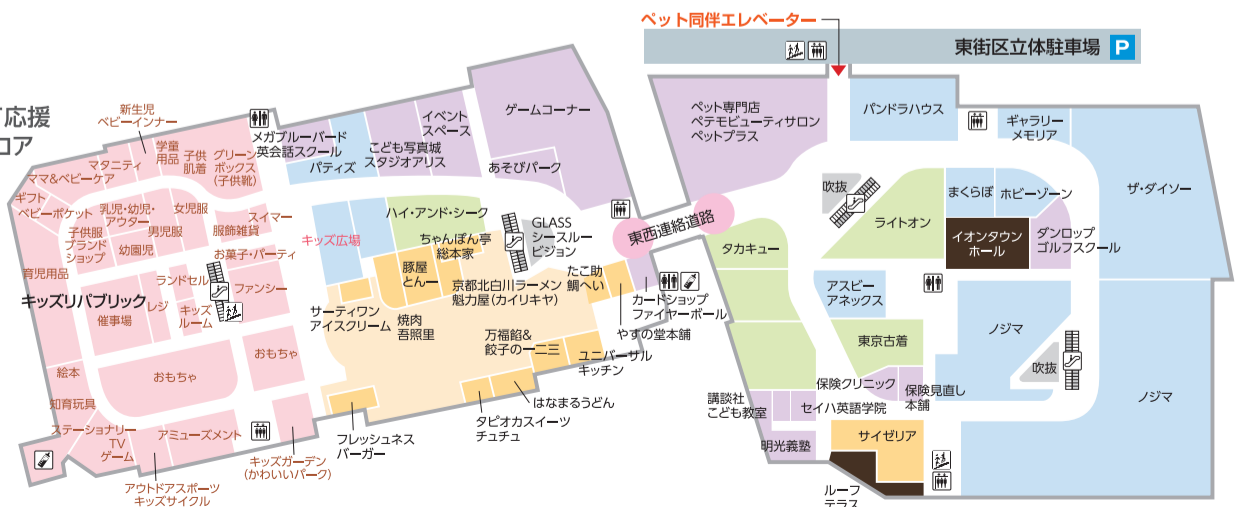 ペット同伴エレベーター
東街区立体駐車場 P
応援
新生児
ベビーインナー
学童
用品
子供
肌着
グリーン
ボックス
(子供靴)
マタニティ
ママ&ベビーケア
ギフト
ベビーポケット
乳児・幼児・
アウター
女児服
男児服
幼園児
子供服
ブランド
ショップ
スイマー
服飾雑貨
お菓子・パーティ
育児用品
キッズリパブリック
ランドセル
ファンシー
催事場
レジ
キッズ
ルーム
おもちゃ
おもちゃ
絵本
知育玩具
ステーショナリー
TV
ゲーム
アミューズメント
アウトドアスポーツ
キッズサイクル
キッズガーデン
(かわいいパーク)
メガブルーバード
英会話スクール
パティズ
こども写真城
スタジオアリス
イベント
スペース
ゲームコーナー
あそびパーク
キッズ広場
ハイ・アンド・シーク
ちゃんぽん亭
総本家
豚屋
とん一
GLASS
シースルー
ビジョン
京都北白川ラーメン
魁力屋(カイリキヤ)
たこ助
鯛へい
サーティワン
アイスクリーム
焼肉
吾照里
万福餡&
餃子の一二三
ユニバーサル
キッチン
やすの堂本舗
カードショップ
ファイヤーボール
はなまるうどん
タピオカスイーツ
チュチュ
フレッシュネス
バーガー
東西連絡道路
ペット専門店
ペテモビューティサロン
ペットプラス
パンドラハウス
ギャラリー
メモリア
ザ・ダイソー
吹抜
ライトオン
まくらぼ
ホビーゾーン
イオンタウン
ホール
ダンロップ
ゴルフスクール
タカキュー
アスビー
アネックス
東京古着
ノジマ
吹抜
ノジマ
保険クリニック
保険見直し
本舗
講談社
こども教室
セイハ英語学院
明光義塾
サイゼリア
ルーフ